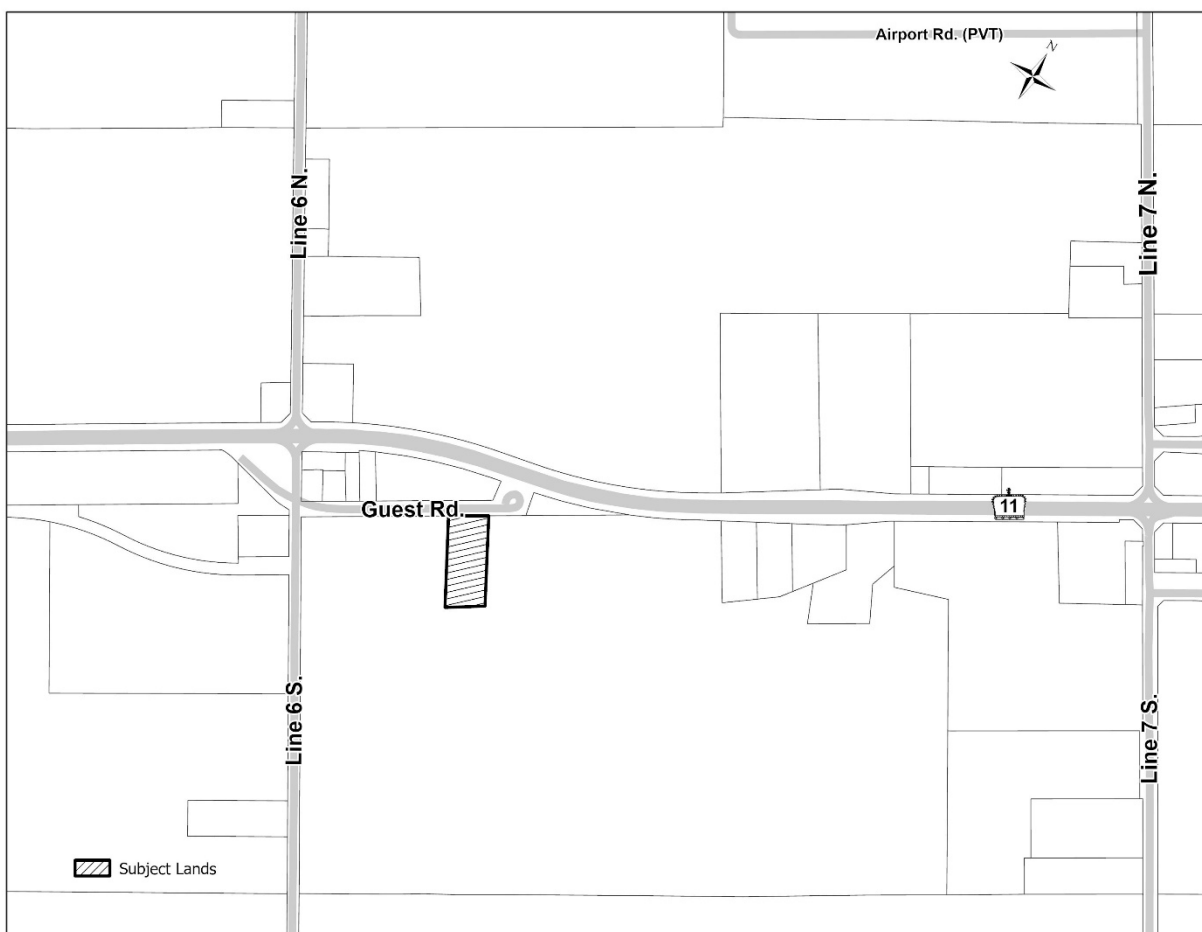 Airport Rd. (PVT)
N
Line 6 N.
Line 7 N.
Guest Rd.
11
Line 6 S.
Line 7 S.
Subject Lands